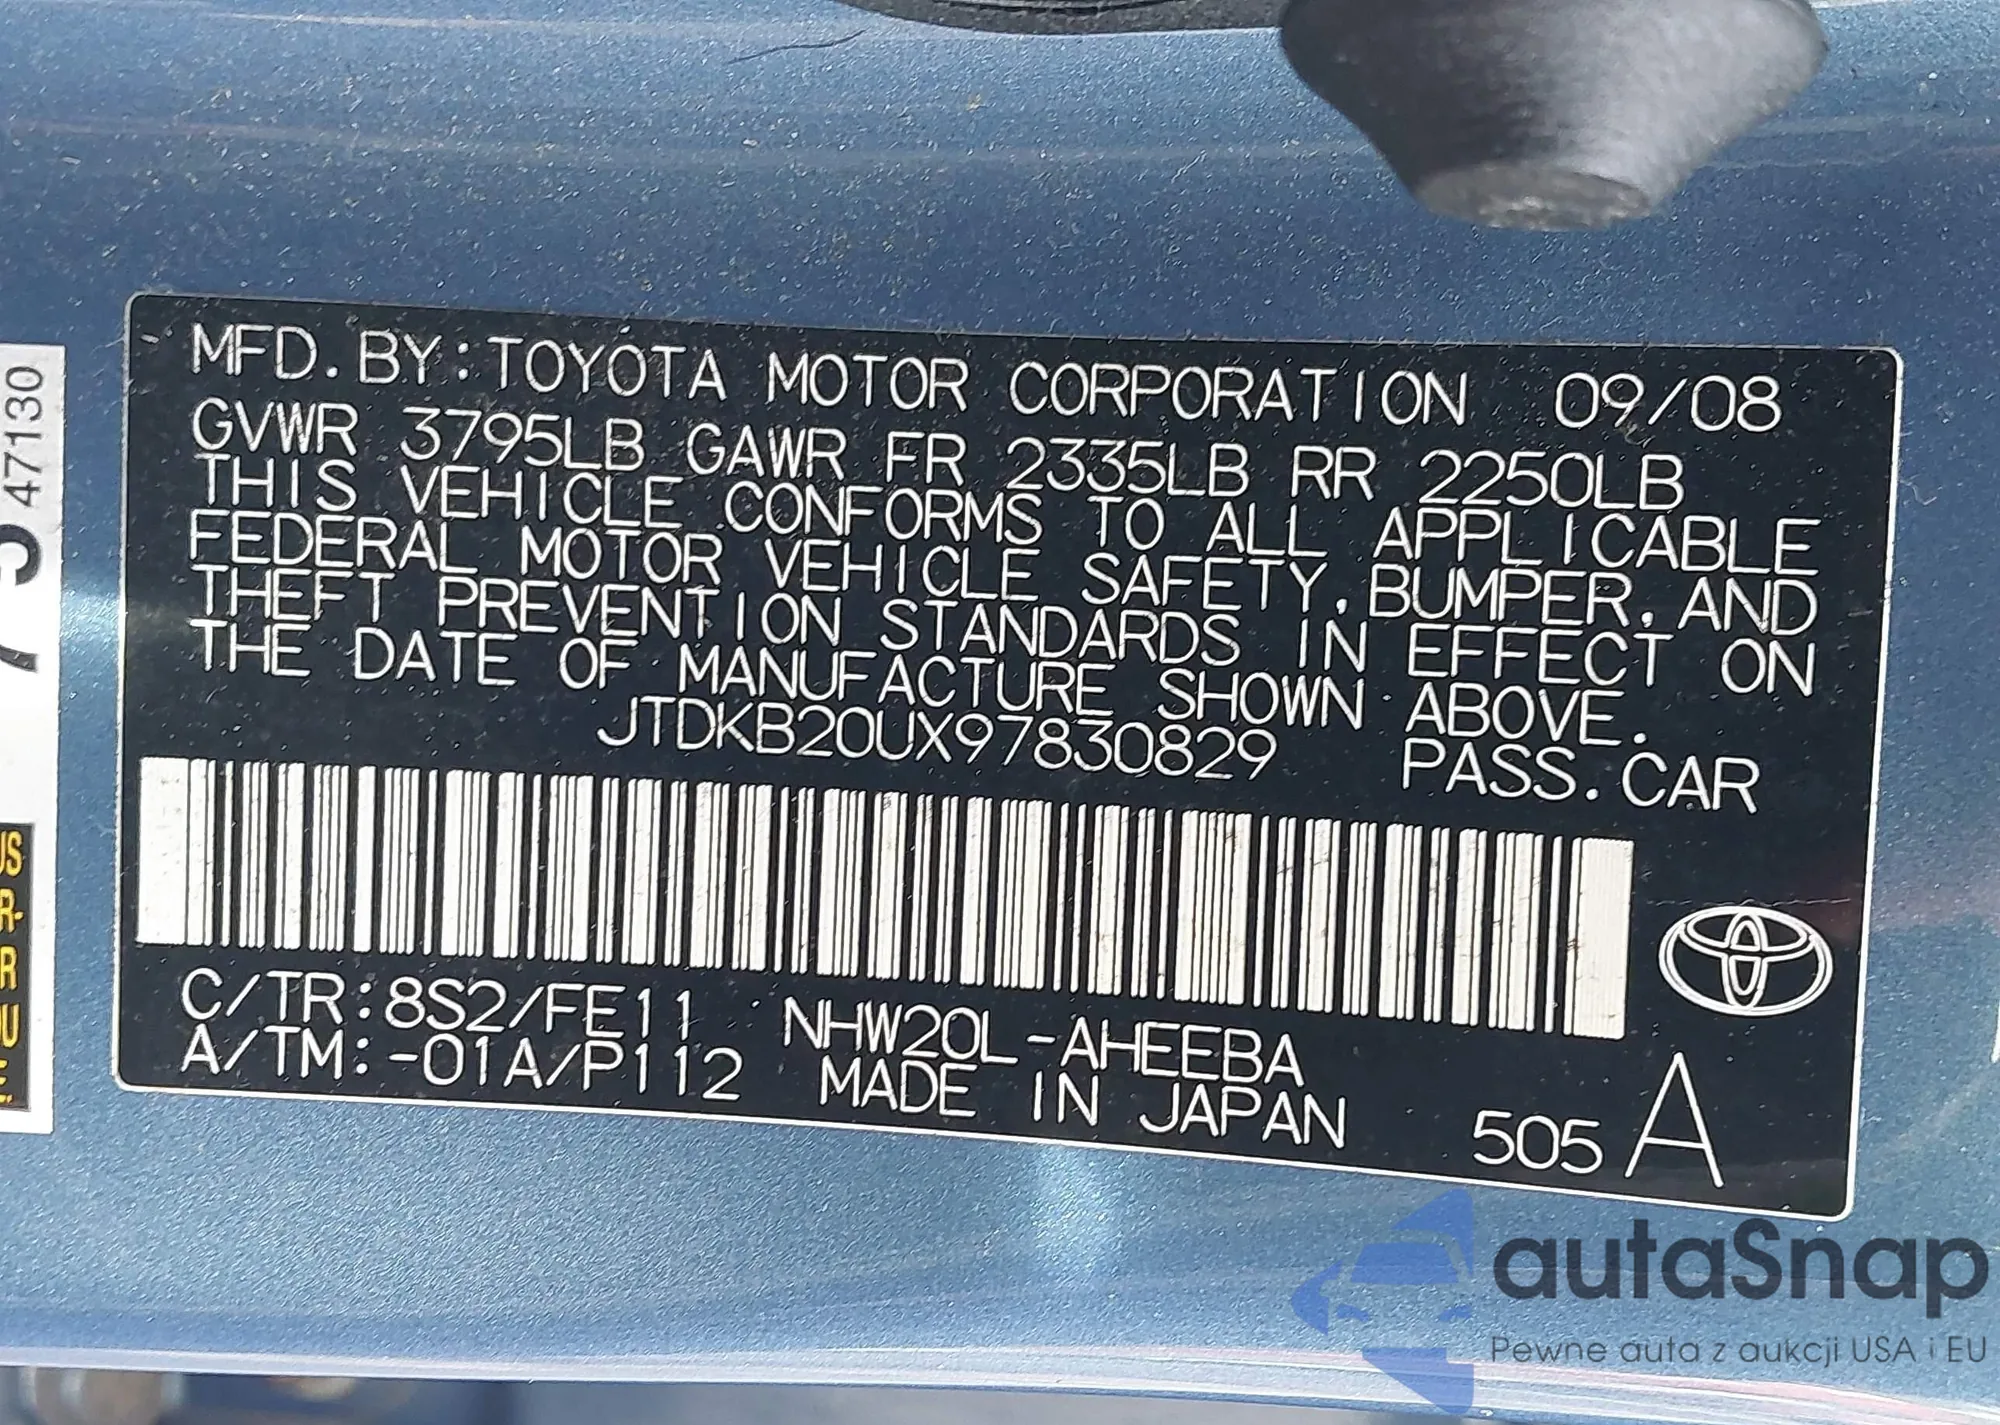 MFD. BY: TOYOTA MOTOR CORPORATION 09/08
GVWR 3795LB GAWR FR 2335LB RR 2250LB
THIS VEHICLE CONFORMS TO ALL APPLICABLE
FEDERAL MOTOR VEHICLE SAFETY, BUMPER, AND
THEFT PREVENTION STANDARDS IN EFFECT ON
THE DATE OF MANUFACTURE SHOWN ABOVE.
JTDKB20UX97830829 PASS. CAR
C/TR: 8S2/FE11 NHW20L-AHEEBA
A/TM: -01A/P112 MADE IN JAPAN 505 A
47130
autaSnap
Pewne auta z aukcji USA i EU